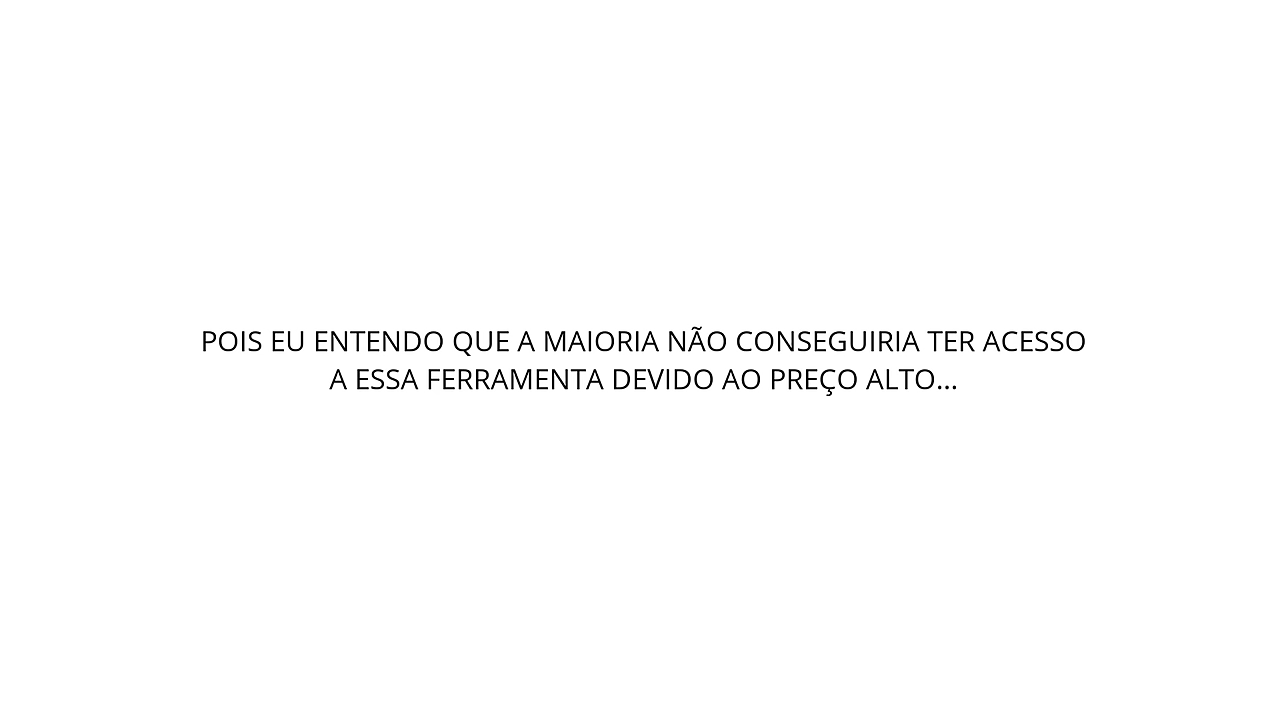 POIS EU ENTENDO QUE A MAIORIA NÃO CONSEGUIRIA TER ACESSO
A ESSA FERRAMENTA DEVIDO AO PREÇO ALTO...